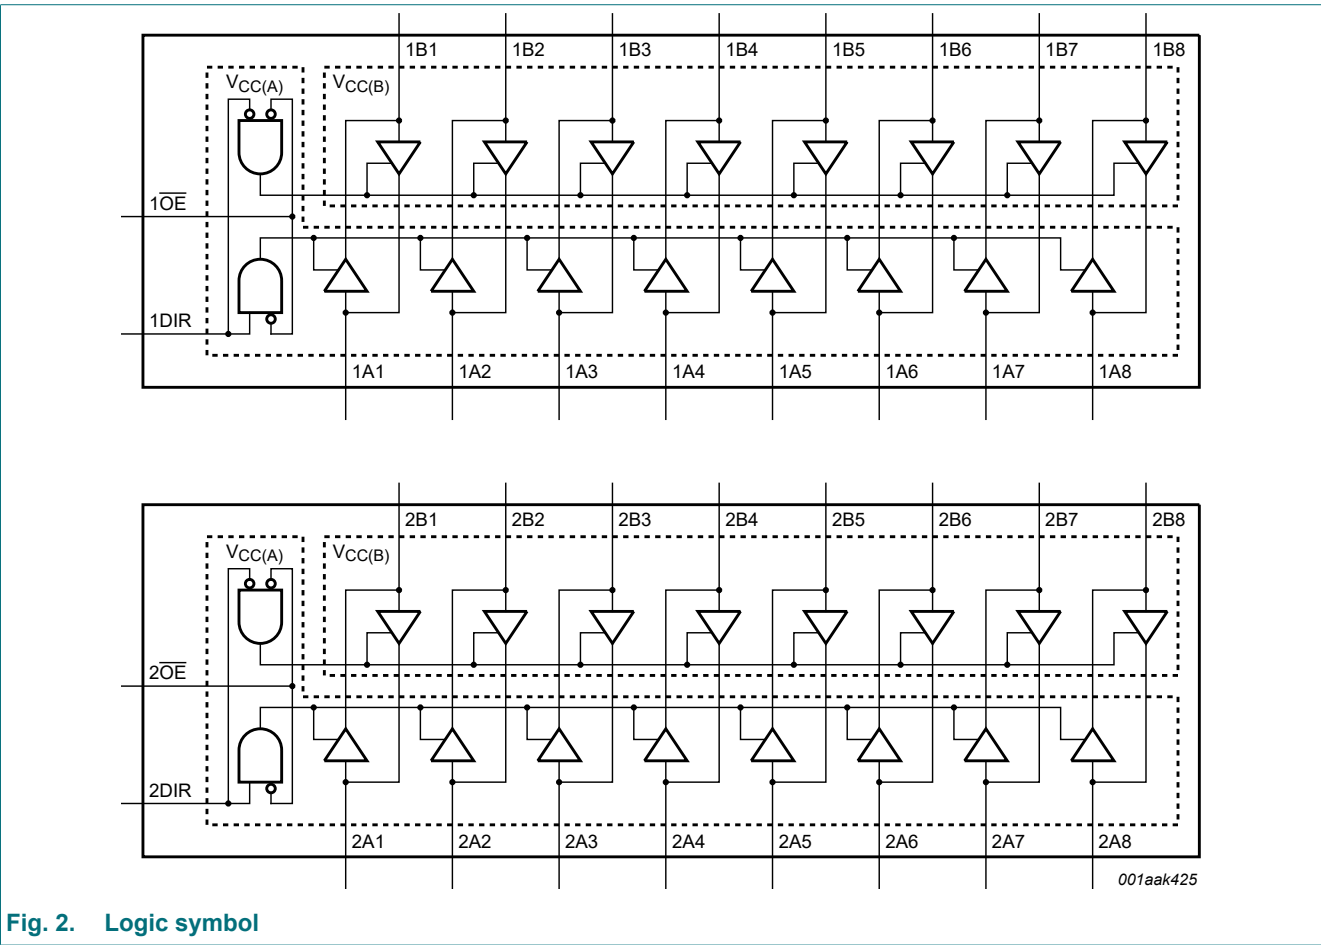 1B1 1B2 1B3 1B4 1B5 1B6 1B7 1B8
VCC(A) VCC(B)
1O̅E̅
1DIR
1A1 1A2 1A3 1A4 1A5 1A6 1A7 1A8
2B1 2B2 2B3 2B4 2B5 2B6 2B7 2B8
VCC(A) VCC(B)
2O̅E̅
2DIR
2A1 2A2 2A3 2A4 2A5 2A6 2A7 2A8
001aak425
Fig. 2. Logic symbol